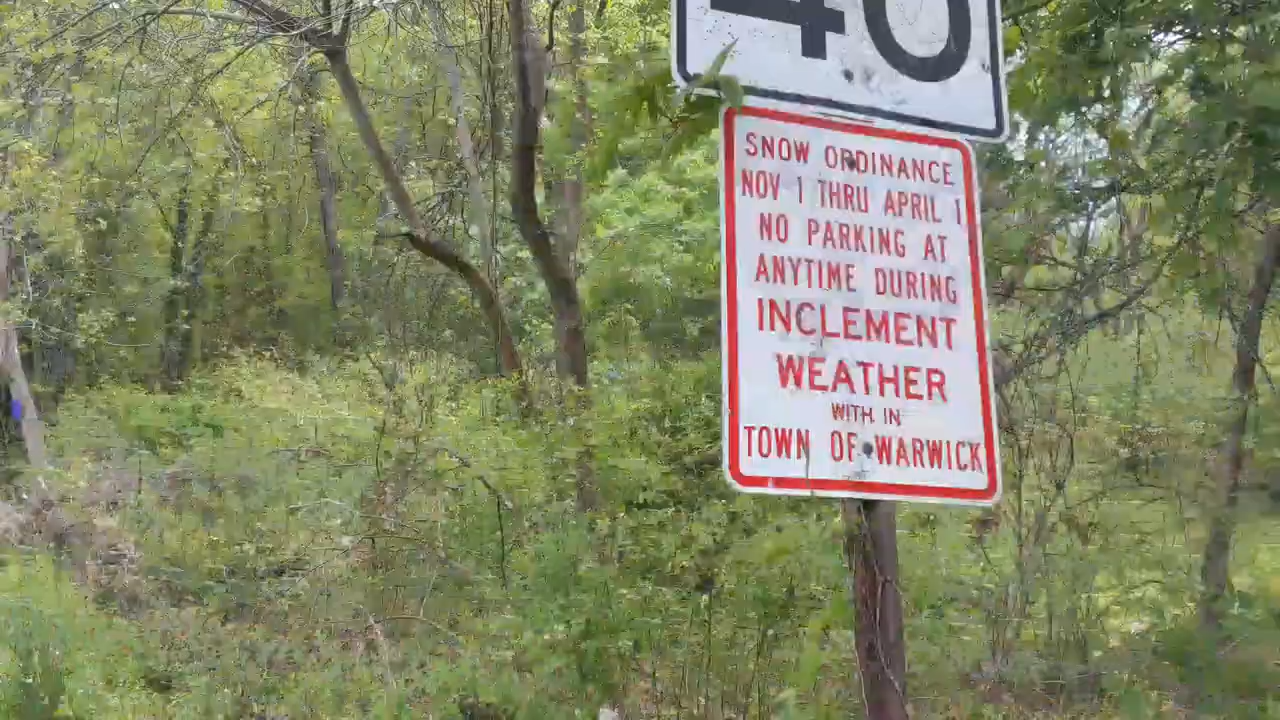 40
SNOW ORDINANCE
NOV 1 THRU APRIL 1
NO PARKING AT
ANYTIME DURING
INCLEMENT
WEATHER
WITH IN
TOWN OF WARWICK